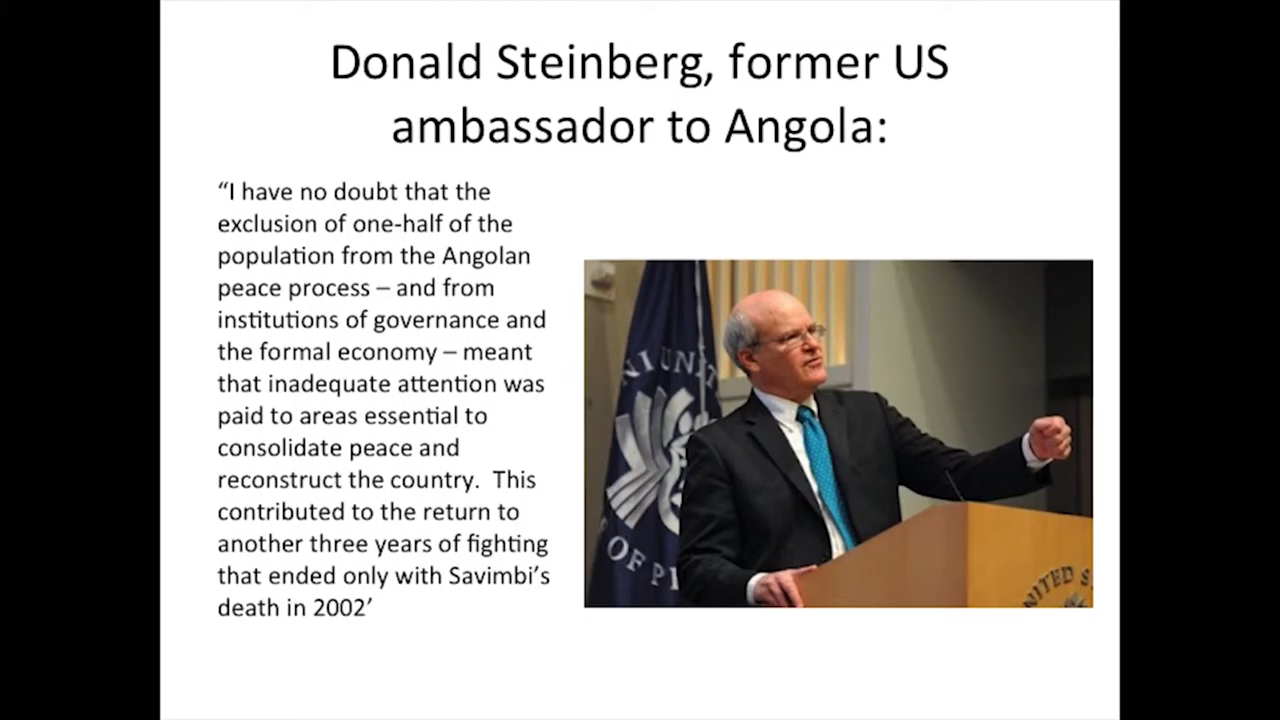 Donald Steinberg, former US
ambassador to Angola:
“I have no doubt that the
exclusion of one-half of the
population from the Angolan
peace process – and from
institutions of governance and
the formal economy – meant
that inadequate attention was
paid to areas essential to
consolidate peace and
reconstruct the country.  This
contributed to the return to
another three years of fighting
that ended only with Savimbi’s
death in 2002’
UNIT
OF P
NITED S